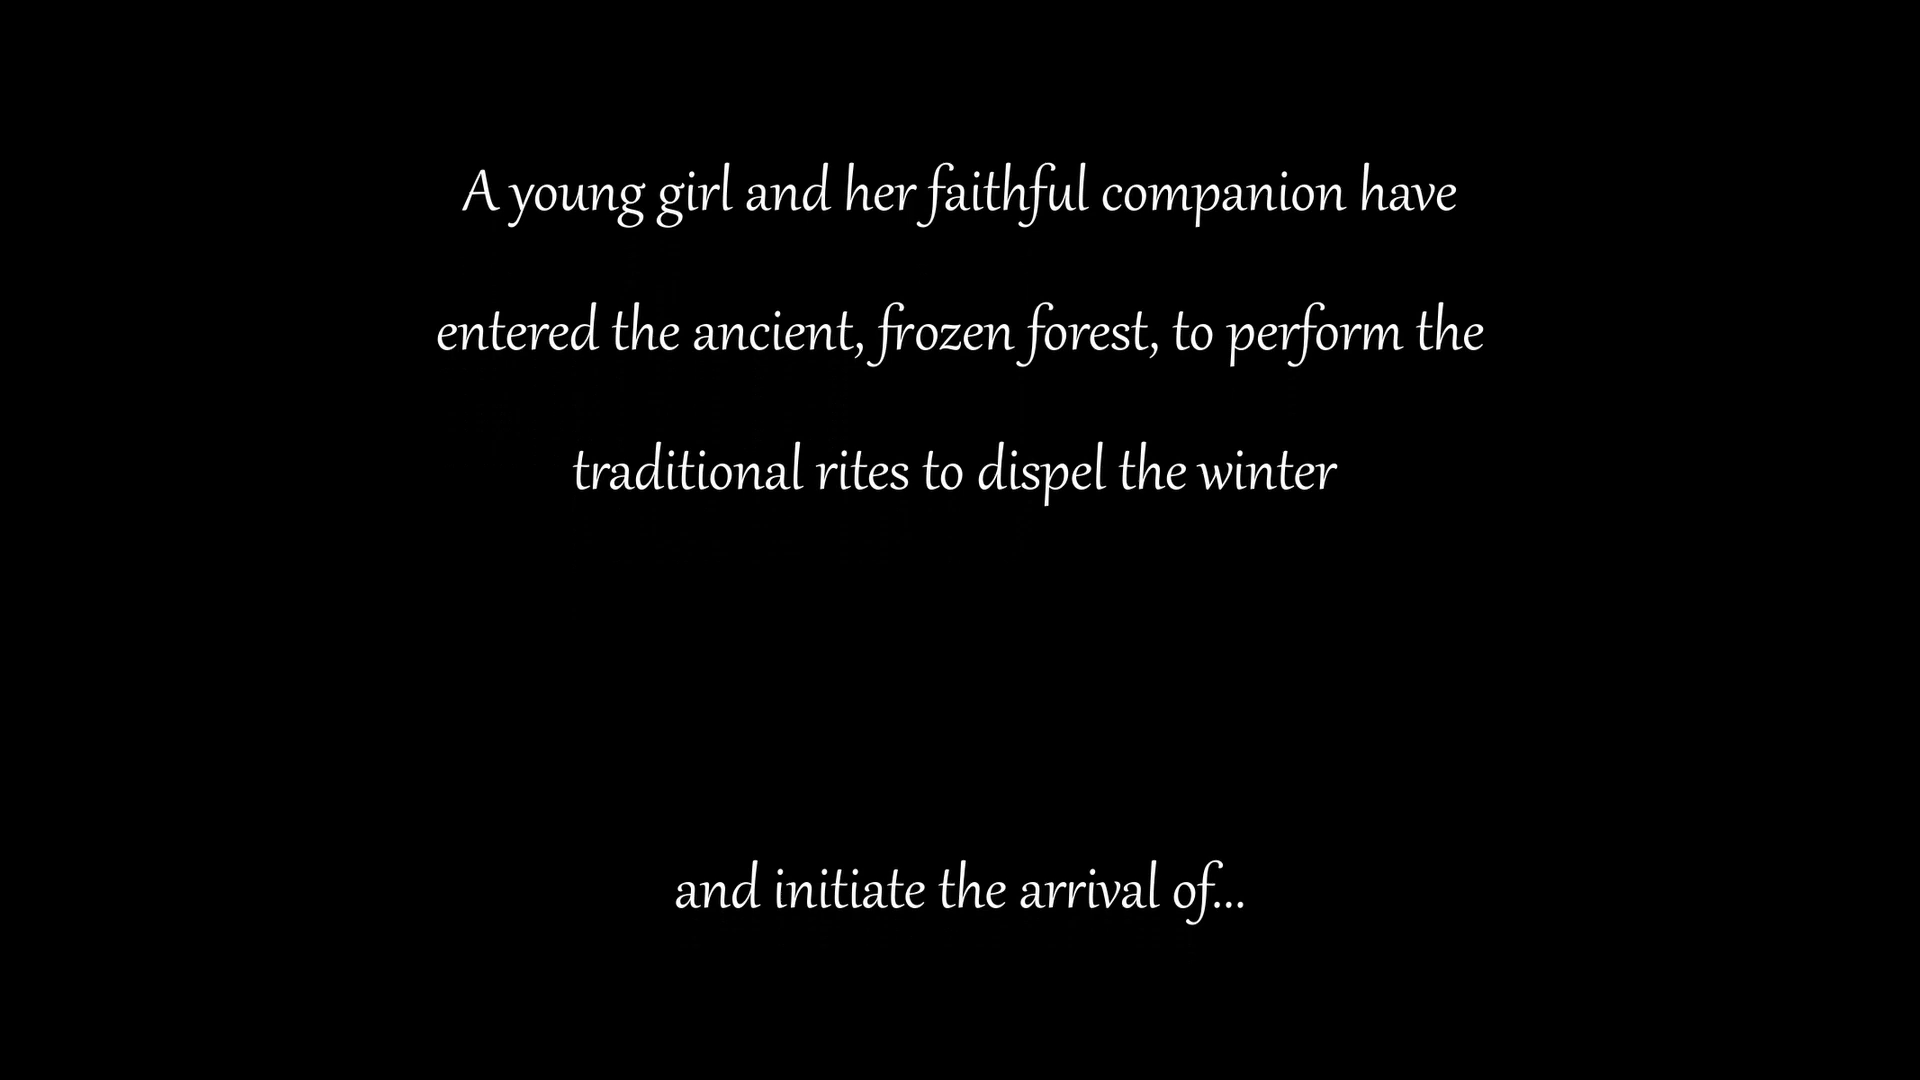 A young girl and her faithful companion have
entered the ancient, frozen forest, to perform the
traditional rites to dispel the winter
and initiate the arrival of...